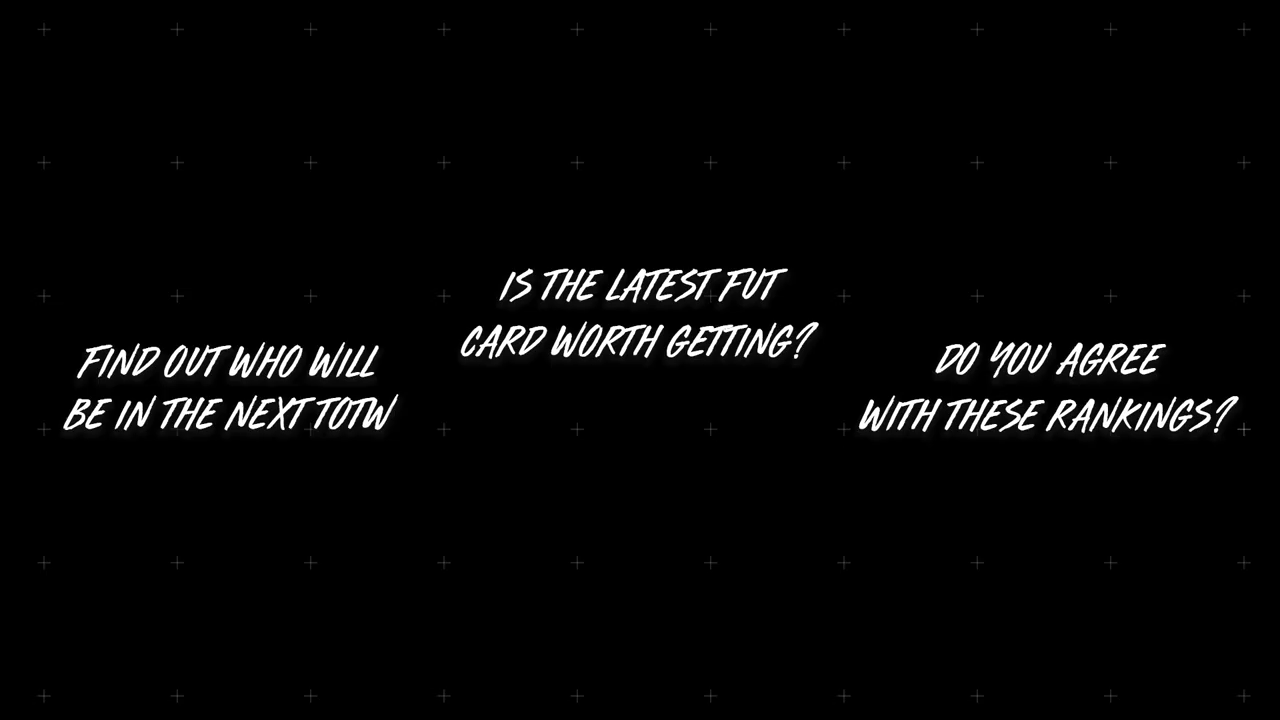 FIND OUT WHO WILL
BE IN THE NEXT TOTW
IS THE LATEST FUT
CARD WORTH GETTING?
DO YOU AGREE
WITH THESE RANKINGS?